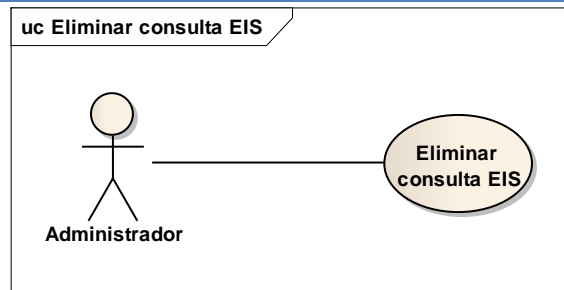 uc Eliminar consulta EIS
Eliminar
consulta EIS
Administrador